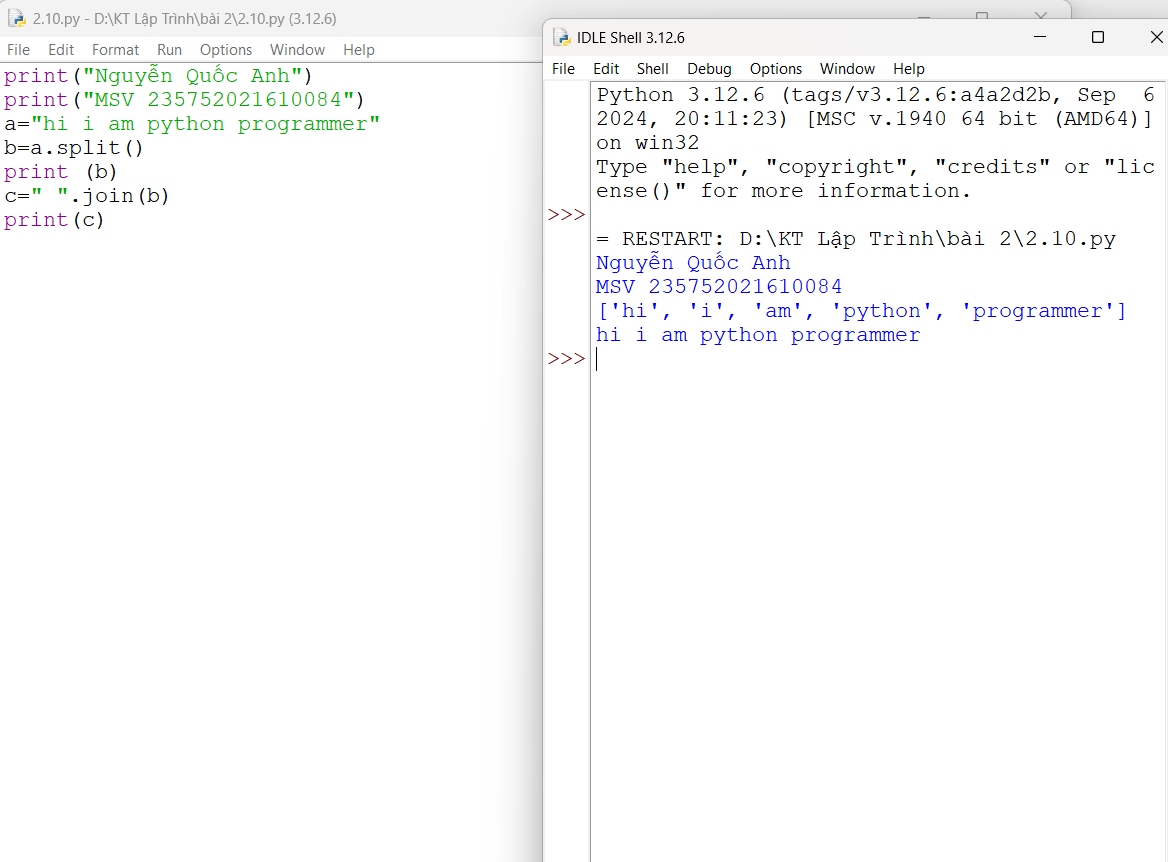 2.10.py - D:\KT Lập Trình\bài 2\2.10.py (3.12.6)
File Edit Format Run Options Window Help
print("Nguyễn Quốc Anh")
print("MSV 235752021610084")
a="hi i am python programmer"
b=a.split()
print (b)
c=" ".join(b)
print(c)
IDLE Shell 3.12.6
File Edit Shell Debug Options Window Help
Python 3.12.6 (tags/v3.12.6:a4a2d2b, Sep  6
2024, 20:11:23) [MSC v.1940 64 bit (AMD64)]
on win32
Type "help", "copyright", "credits" or "lic
ense()" for more information.
>>>
= RESTART: D:\KT Lập Trình\bài 2\2.10.py
Nguyễn Quốc Anh
MSV 235752021610084
['hi', 'i', 'am', 'python', 'programmer']
hi i am python programmer
>>>